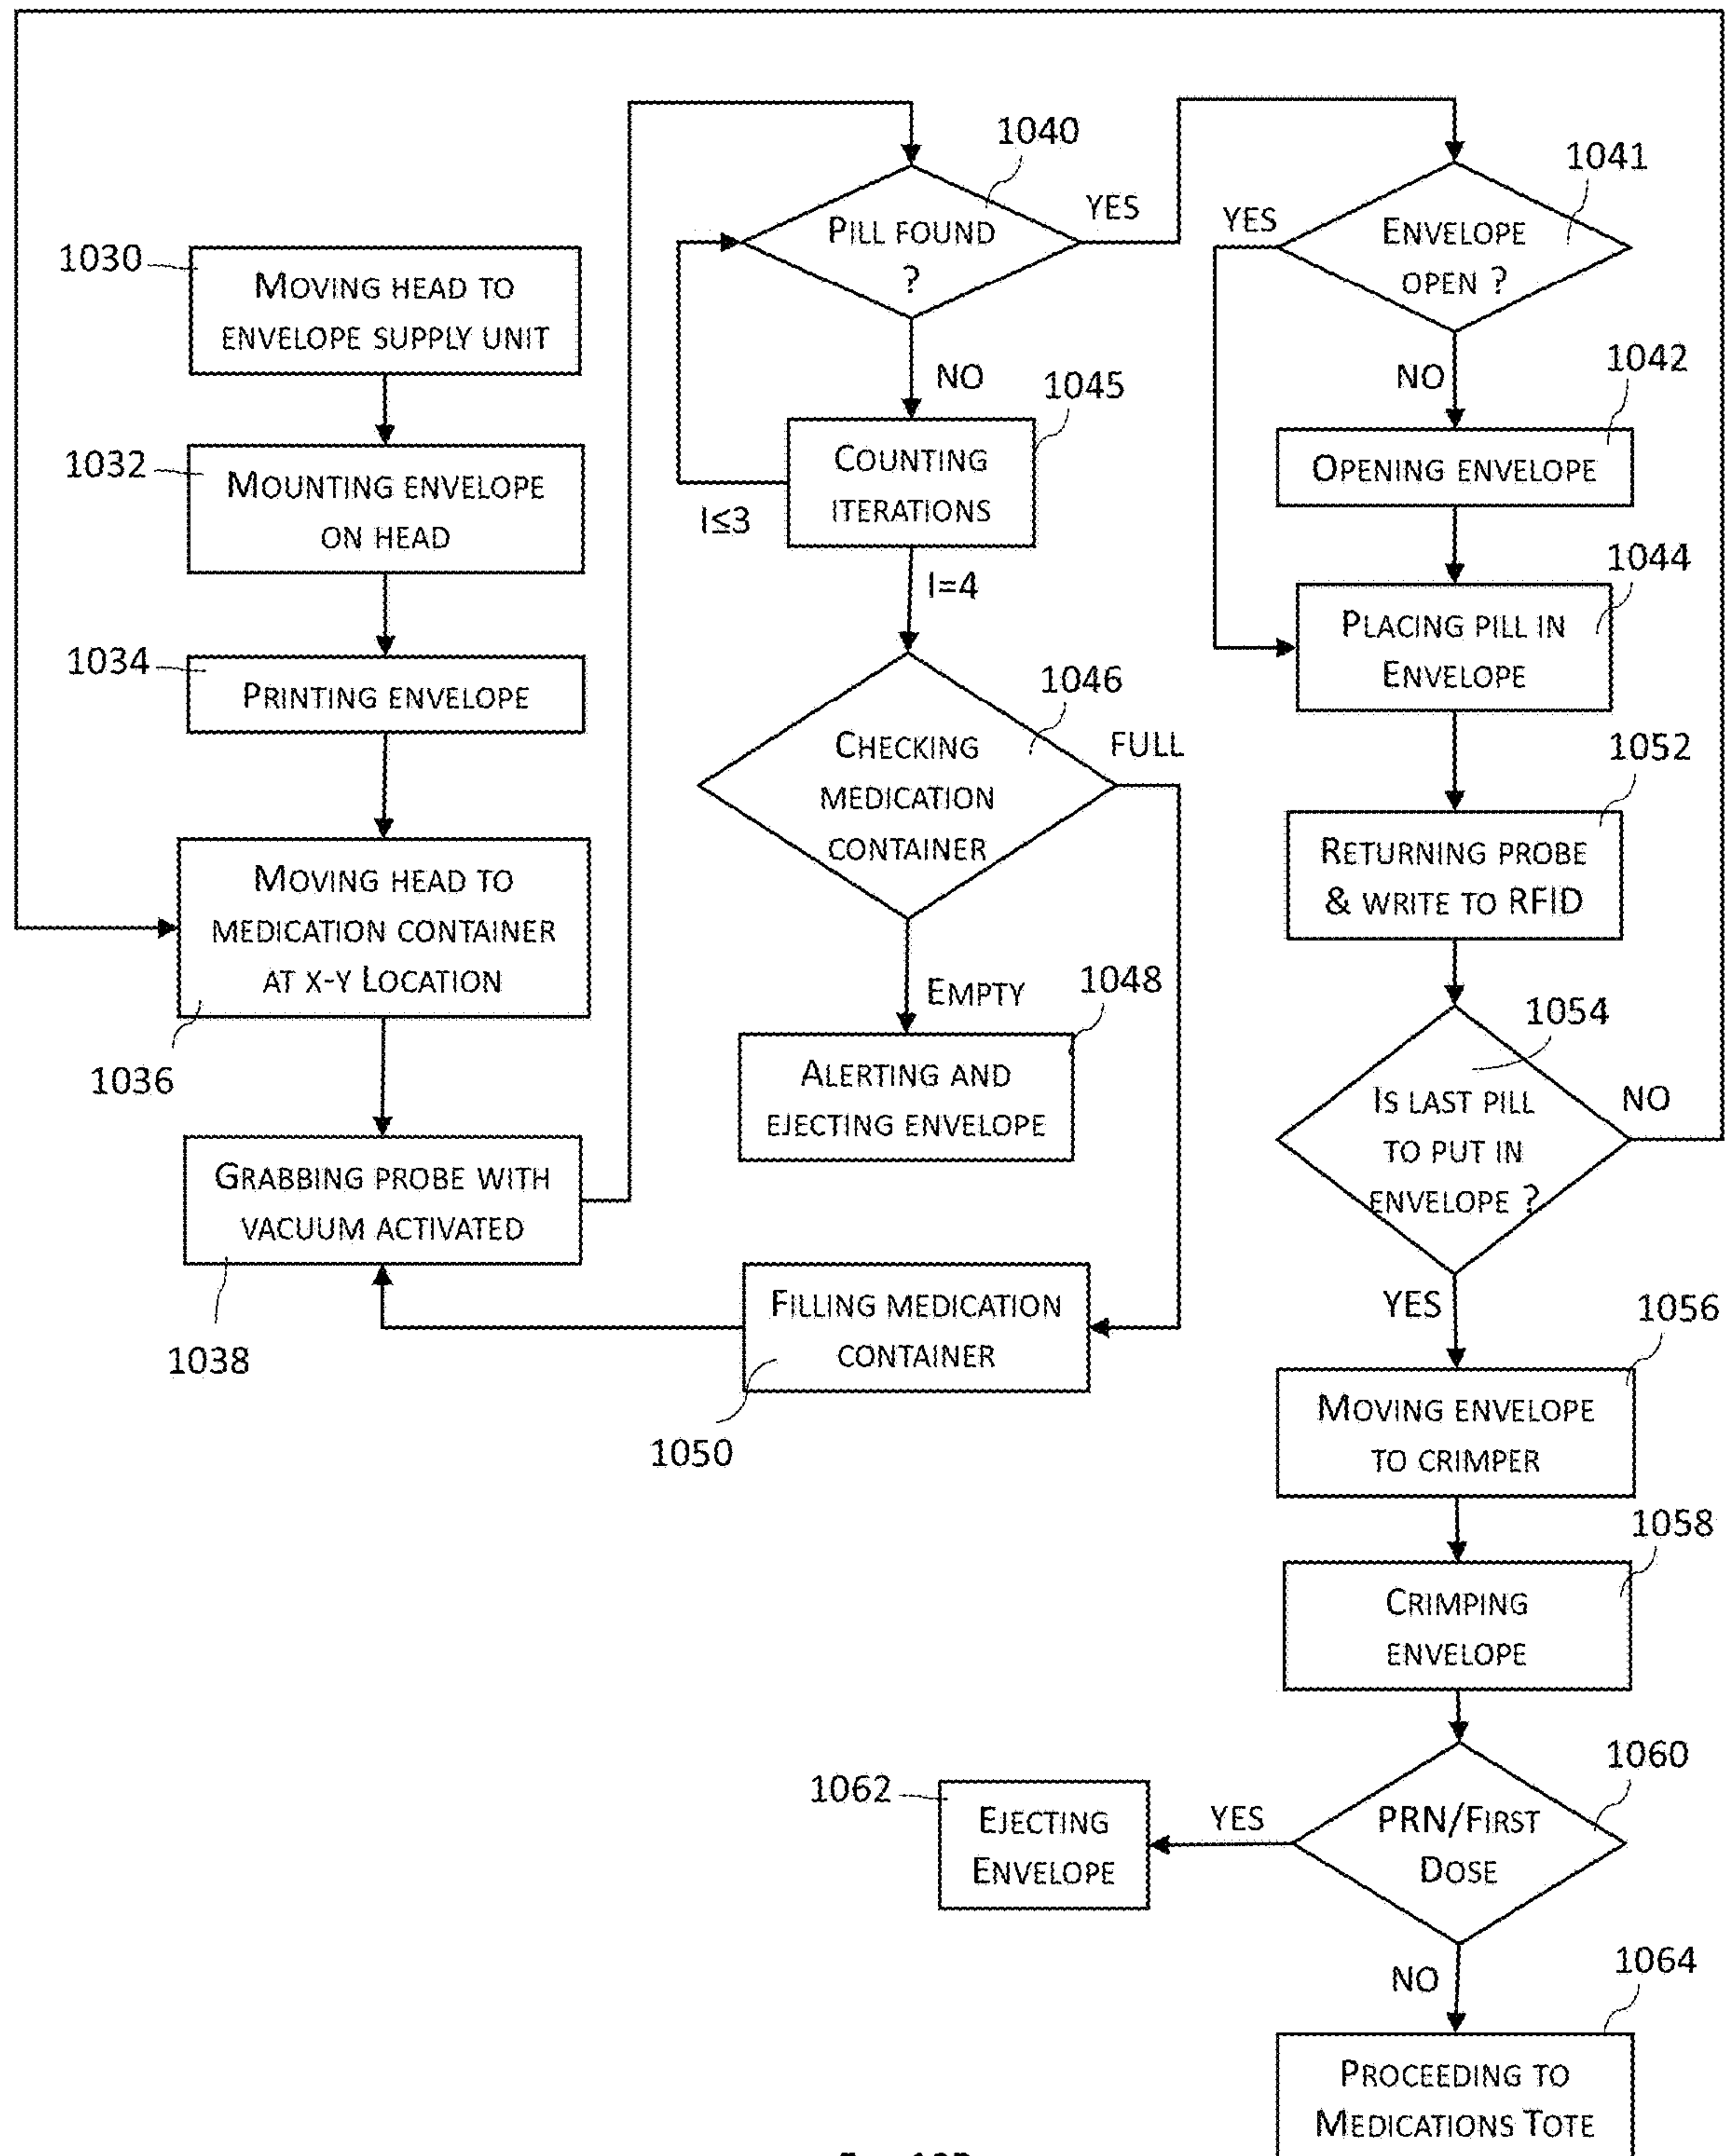 1030
MOVING HEAD TO
ENVELOPE SUPPLY UNIT
1032
MOUNTING ENVELOPE
ON HEAD
1034
PRINTING ENVELOPE
MOVING HEAD TO
MEDICATION CONTAINER
AT X-Y LOCATION
1036
GRABBING PROBE WITH
VACUUM ACTIVATED
1038
1040
PILL FOUND
?
YES
NO
1045
COUNTING
ITERATIONS
I≤3
I=4
1046
CHECKING
MEDICATION
CONTAINER
FULL
EMPTY
1048
ALERTING AND
EJECTING ENVELOPE
FILLING MEDICATION
CONTAINER
1050
1041
YES
ENVELOPE
OPEN ?
NO
1042
OPENING ENVELOPE
1044
PLACING PILL IN
ENVELOPE
1052
RETURNING PROBE
& WRITE TO RFID
1054
IS LAST PILL
TO PUT IN
ENVELOPE ?
NO
YES
1056
MOVING ENVELOPE
TO CRIMPER
1058
CRIMPING
ENVELOPE
1060
PRN/FIRST
DOSE
YES
1062
EJECTING
ENVELOPE
NO
1064
PROCEEDING TO
MEDICATIONS TOTE